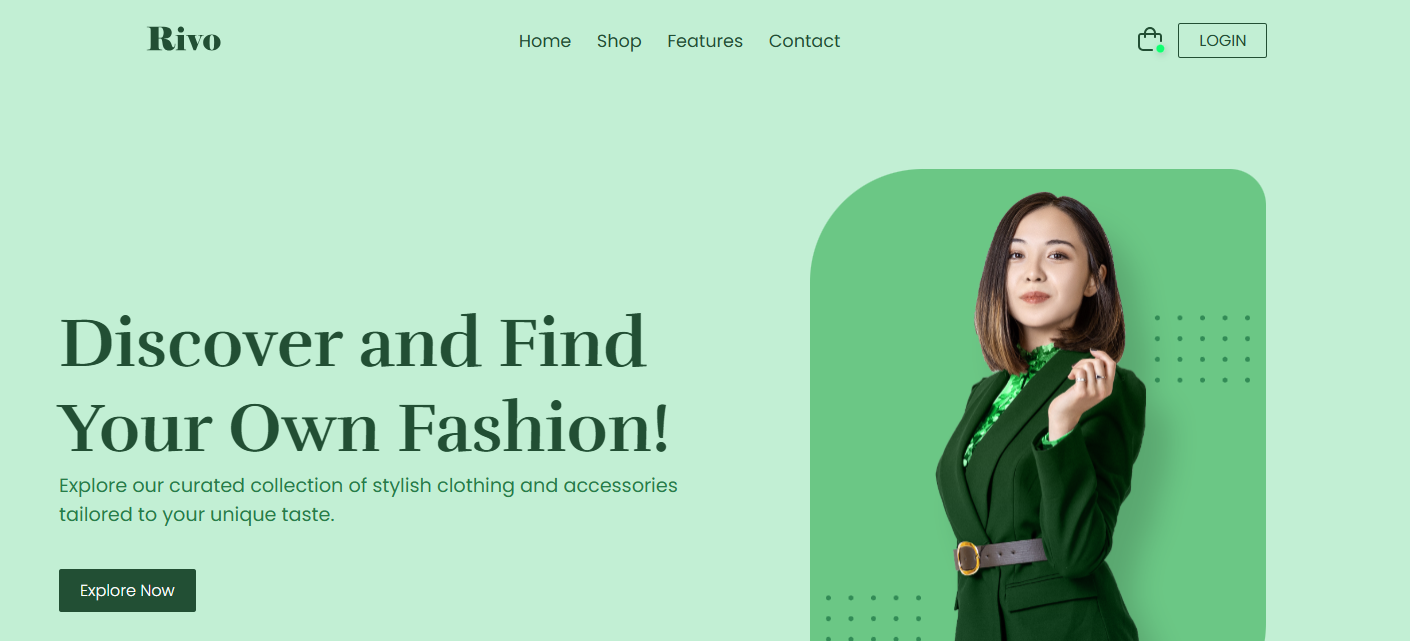 Rivo
Home Shop Features Contact
LOGIN
Discover and Find
Your Own Fashion!
Explore our curated collection of stylish clothing and accessories
tailored to your unique taste.
Explore Now